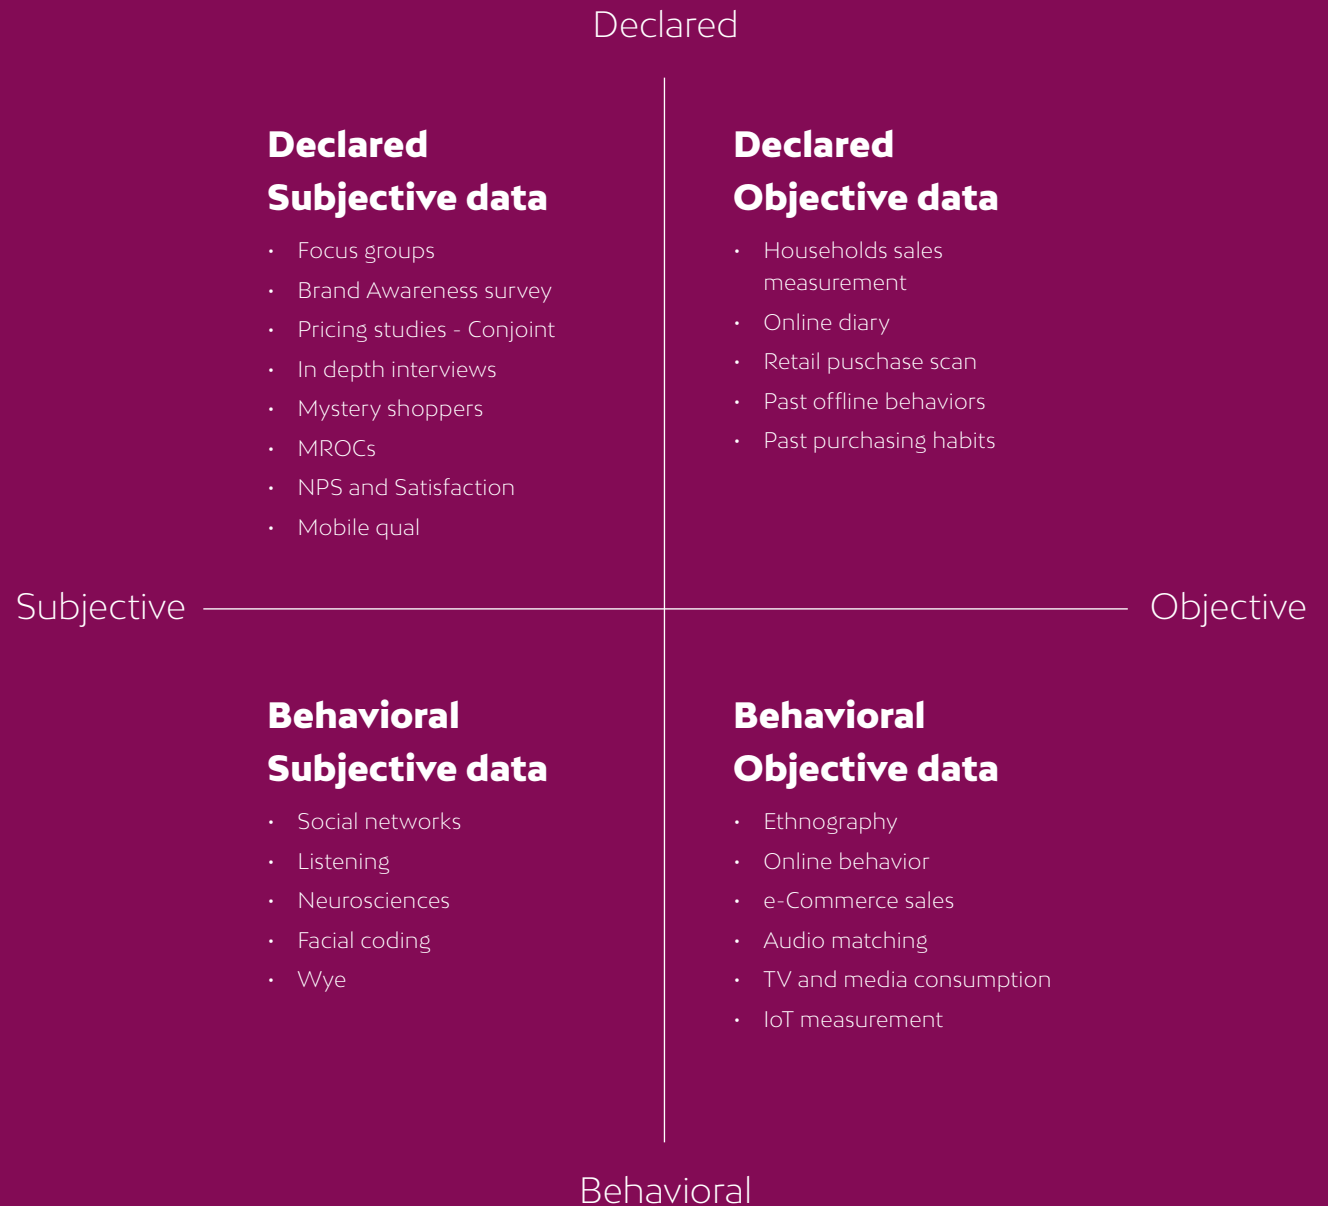 Declared
Declared
Subjective data
• Focus groups
• Brand Awareness survey
• Pricing studies - Conjoint
• In depth interviews
• Mystery shoppers
• MROCs
• NPS and Satisfaction
• Mobile qual
Declared
Objective data
• Households sales
measurement
• Online diary
• Retail puschase scan
• Past offline behaviors
• Past purchasing habits
Subjective
Objective
Behavioral
Subjective data
• Social networks
• Listening
• Neurosciences
• Facial coding
• Wye
Behavioral
Objective data
• Ethnography
• Online behavior
• e-Commerce sales
• Audio matching
• TV and media consumption
• IoT measurement
Behavioral